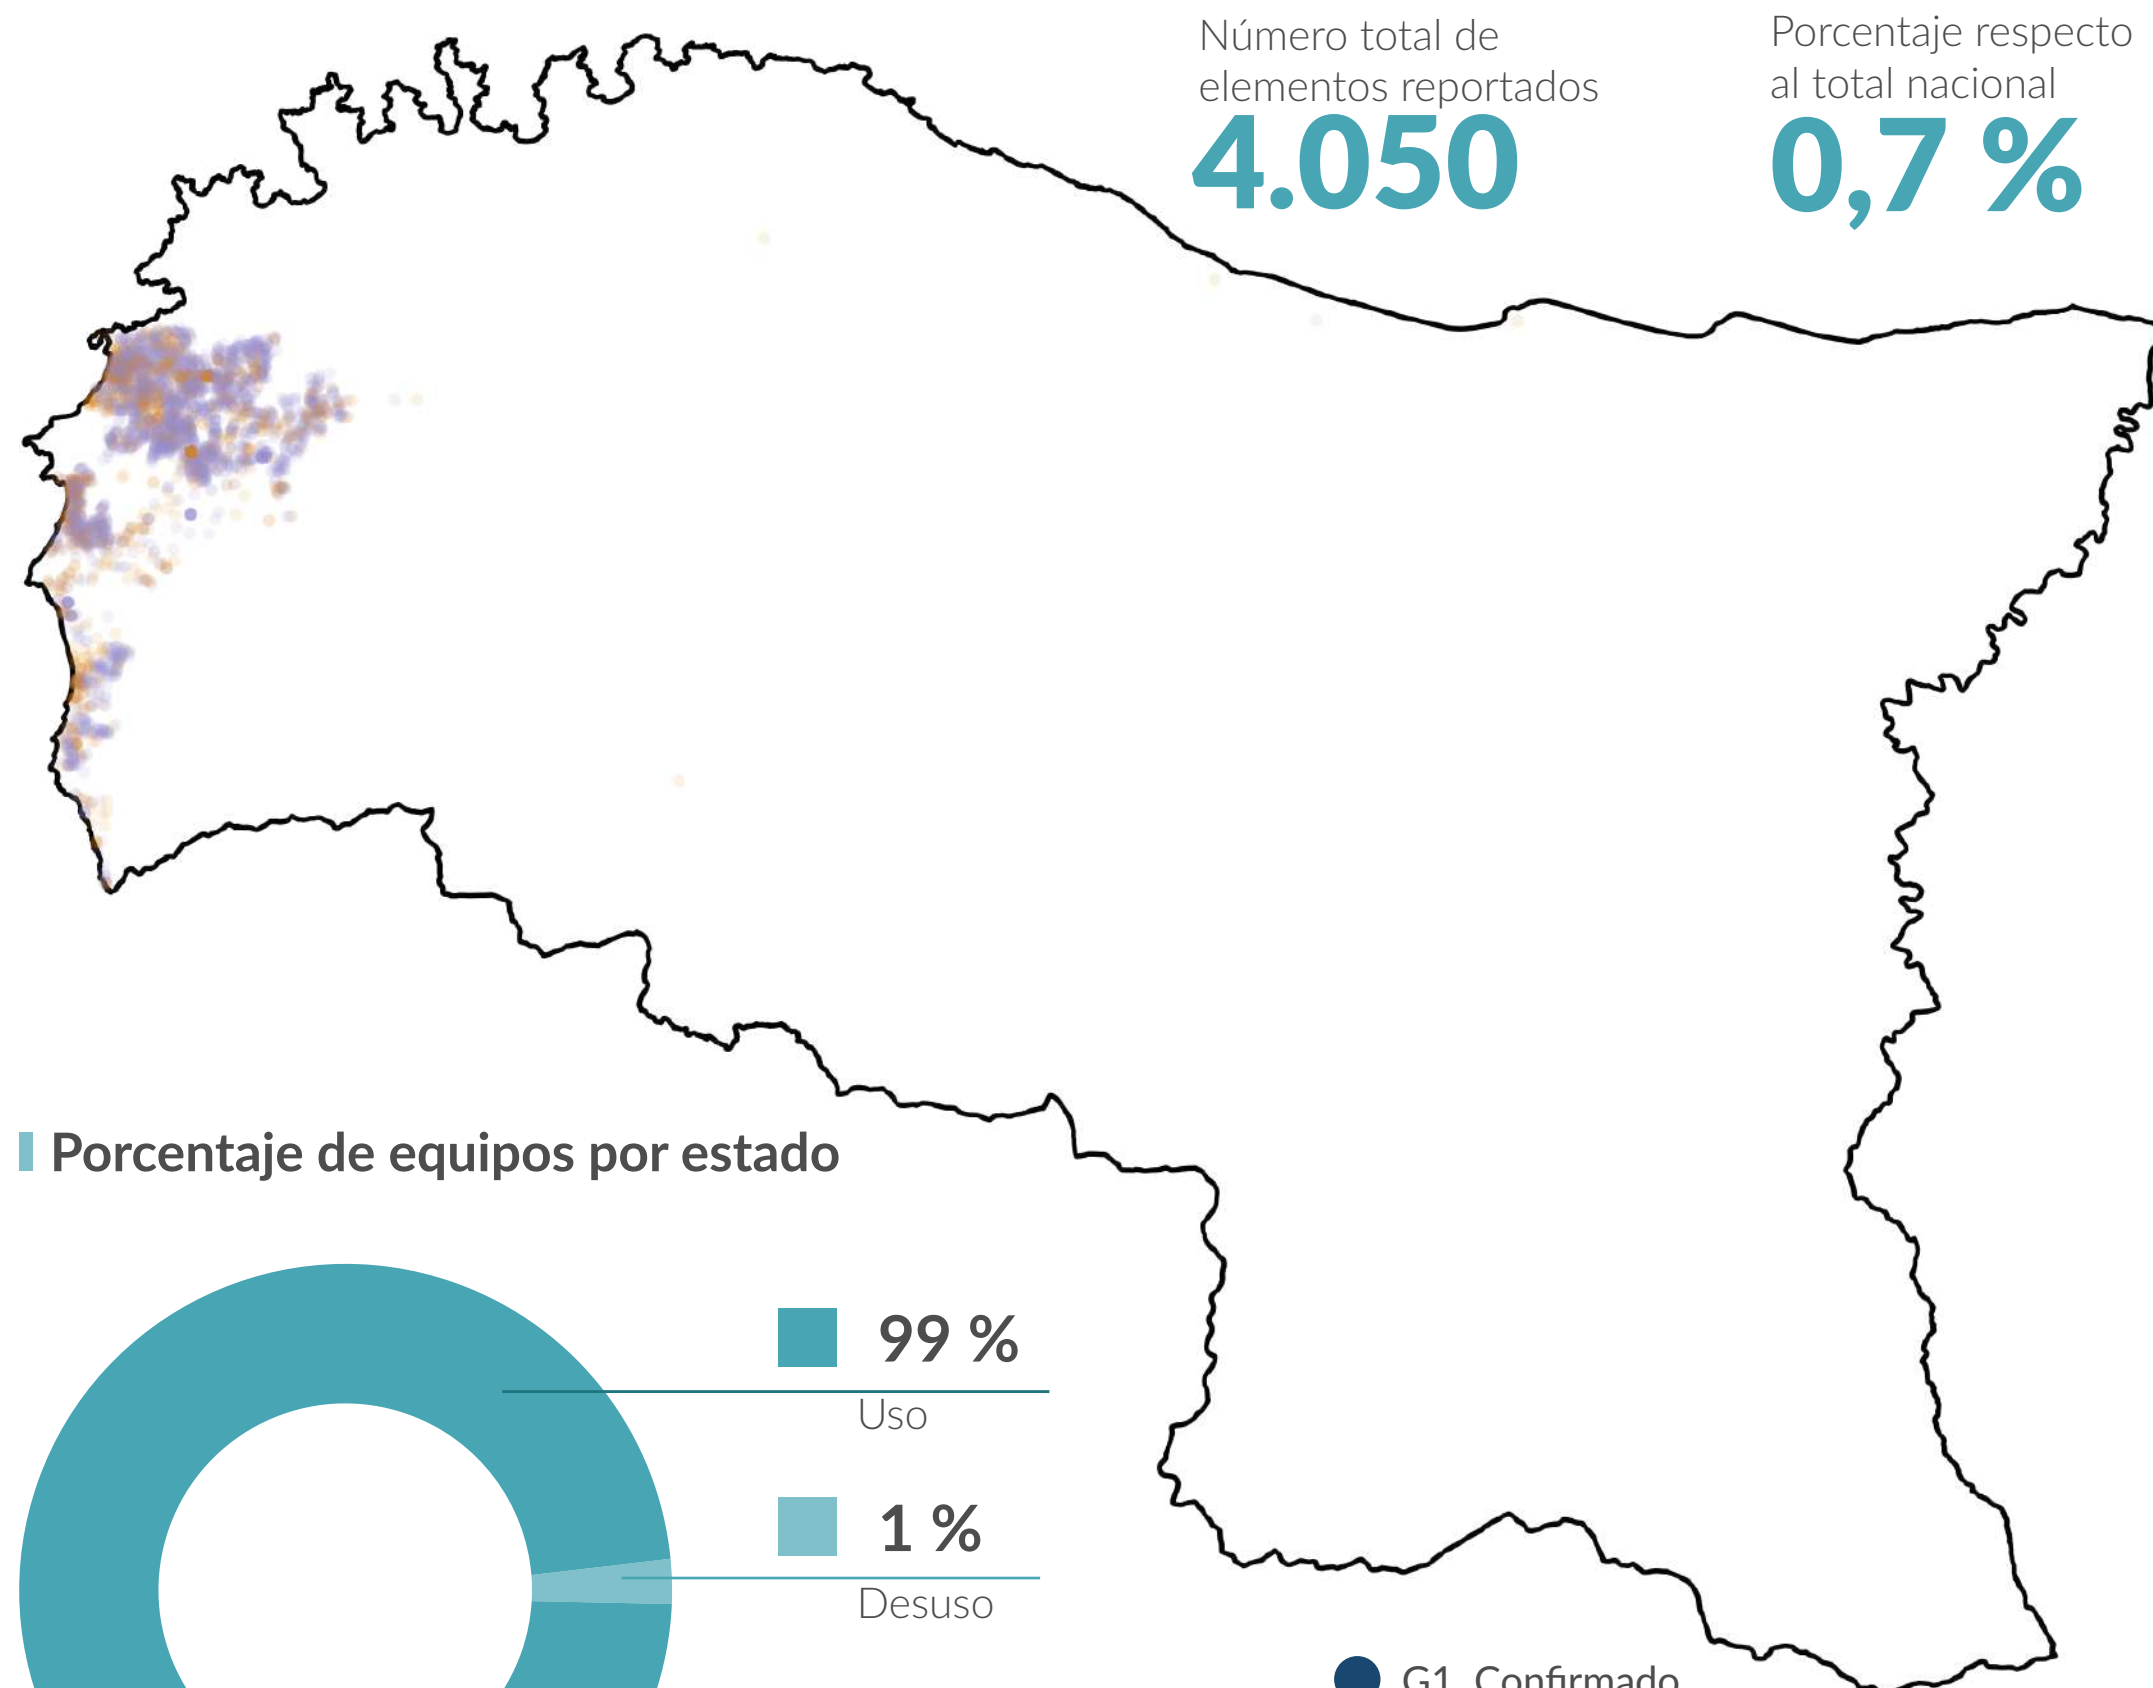 Número total de
elementos reportados
4.050
Porcentaje respecto
al total nacional
0,7 %
Porcentaje de equipos por estado
99 %
Uso
1 %
Desuso
G1. Confirmado